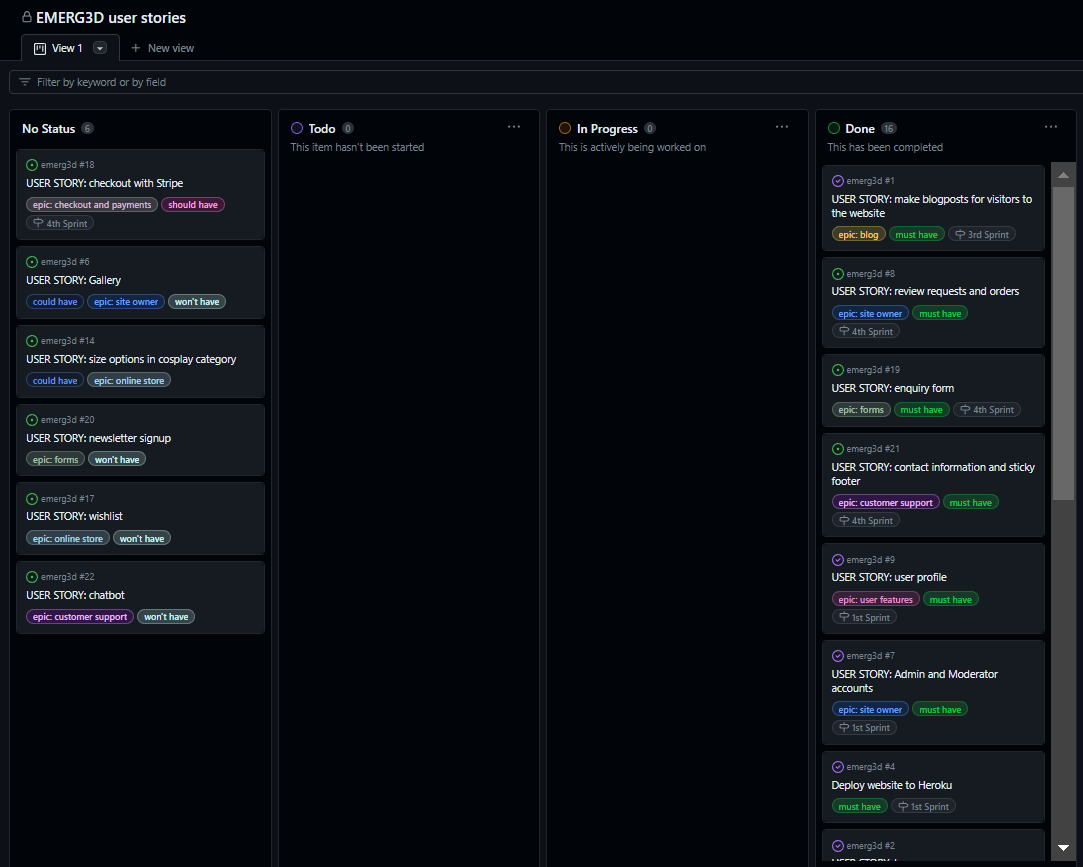 EMERG3D user stories
View 1
New view
Filter by keyword or by field
No Status 6
emerg3d #18
USER STORY: checkout with Stripe
epic: checkout and payments should have
4th Sprint
emerg3d #6
USER STORY: Gallery
could have epic: site owner won't have
emerg3d #14
USER STORY: size options in cosplay category
could have epic: online store
emerg3d #20
USER STORY: newsletter signup
epic: forms won't have
emerg3d #17
USER STORY: wishlist
epic: online store won't have
emerg3d #22
USER STORY: chatbot
epic: customer support won't have
Todo 0
This item hasn't been started
In Progress 0
This is actively being worked on
Done 16
This has been completed
emerg3d #1
USER STORY: make blogposts for visitors to
the website
epic: blog must have 3rd Sprint
emerg3d #8
USER STORY: review requests and orders
epic: site owner must have
4th Sprint
emerg3d #19
USER STORY: enquiry form
epic: forms must have 4th Sprint
emerg3d #21
USER STORY: contact information and sticky
footer
epic: customer support must have
4th Sprint
emerg3d #9
USER STORY: user profile
epic: user features must have
1st Sprint
emerg3d #7
USER STORY: Admin and Moderator
accounts
epic: site owner must have
1st Sprint
emerg3d #4
Deploy website to Heroku
must have 1st Sprint
emerg3d #2